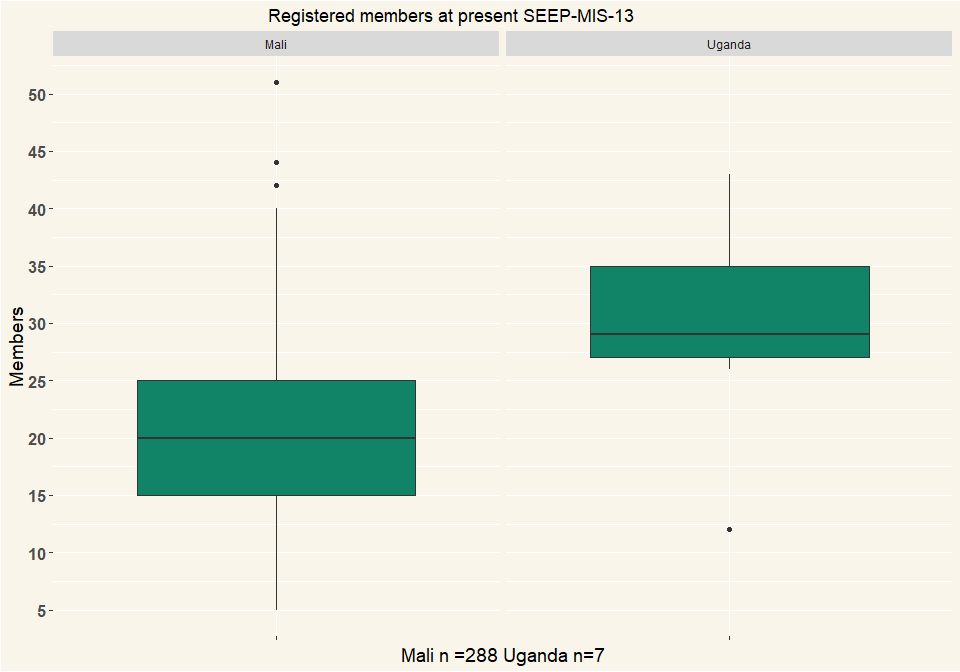 Registered members at present SEEP-MIS-13
Mali
Uganda
Members
50
45
40
35
30
25
20
15
10
5
Mali n =288 Uganda n=7